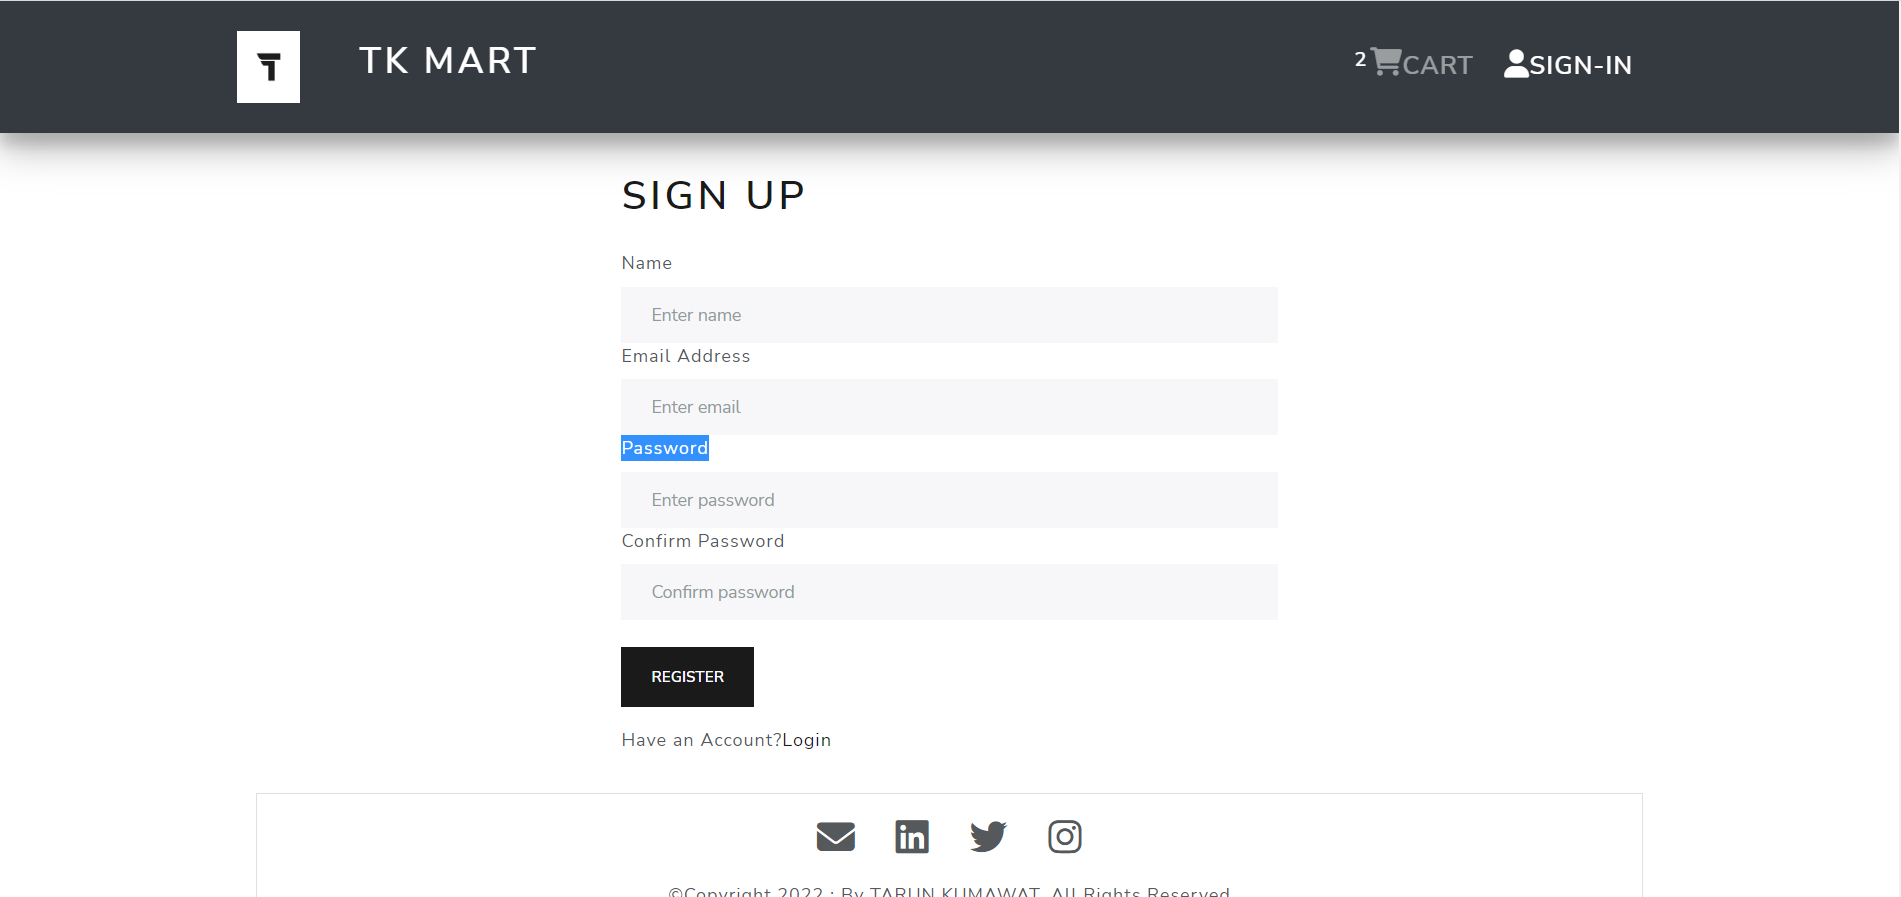 TK MART
2 CART SIGN-IN
SIGN UP
Name
Enter name
Email Address
Enter email
Password
Enter password
Confirm Password
Confirm password
REGISTER
Have an Account?Login
©Copyright 2022 : By TARUN KUMAWAT. All Rights Reserved